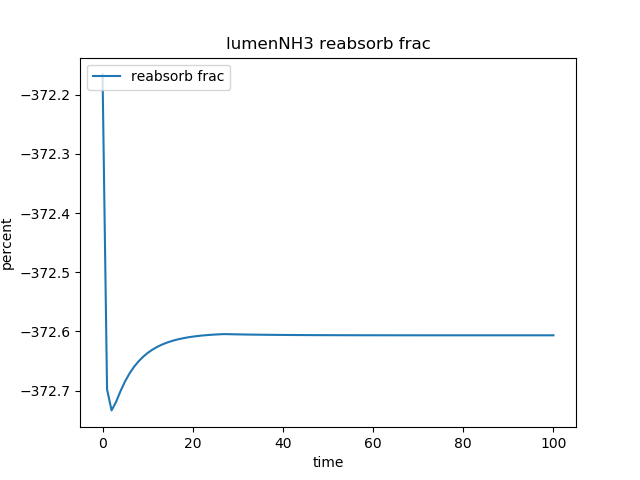 lumenNH3 reabsorb frac
reabsorb frac
−372.2
−372.3
−372.4
−372.5
−372.6
−372.7
percent
0 20 40 60 80 100
time